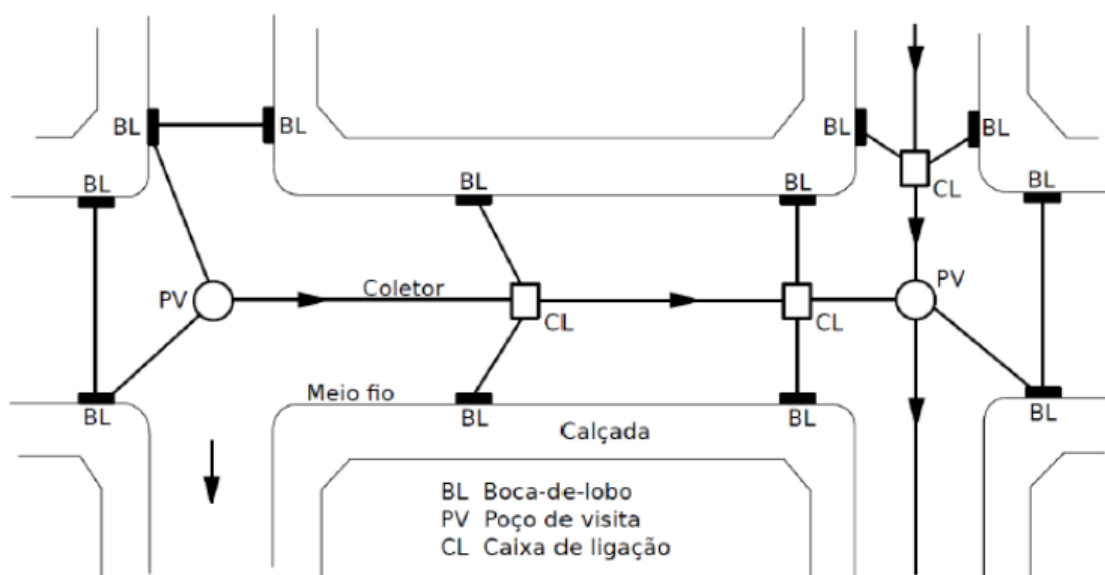 BL
BL
BL
BL
BL
BL
BL
BL
CL
PV
Coletor
PV
CL
CL
Meio fio
BL
BL
BL
BL
Calçada
BL Boca-de-lobo
PV Poço de visita
CL Caixa de ligação